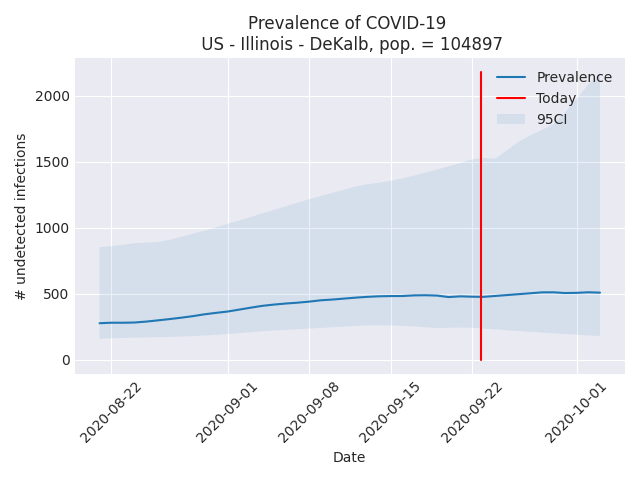 Prevalence of COVID-19
US - Illinois - DeKalb, pop. = 104897
Prevalence
Today
95CI
2000
1500
1000
500
0
# undetected infections
2020-08-22
2020-09-01
2020-09-08
2020-09-15
2020-09-22
2020-10-01
Date